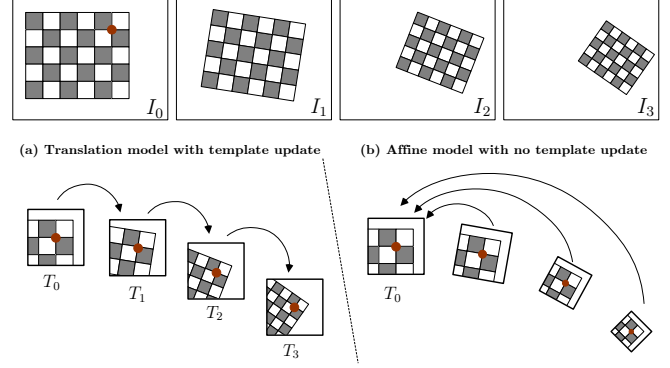 I0
I1
I2
I3
(a) Translation model with template update
(b) Affine model with no template update
T0
T1
T2
T3
T0